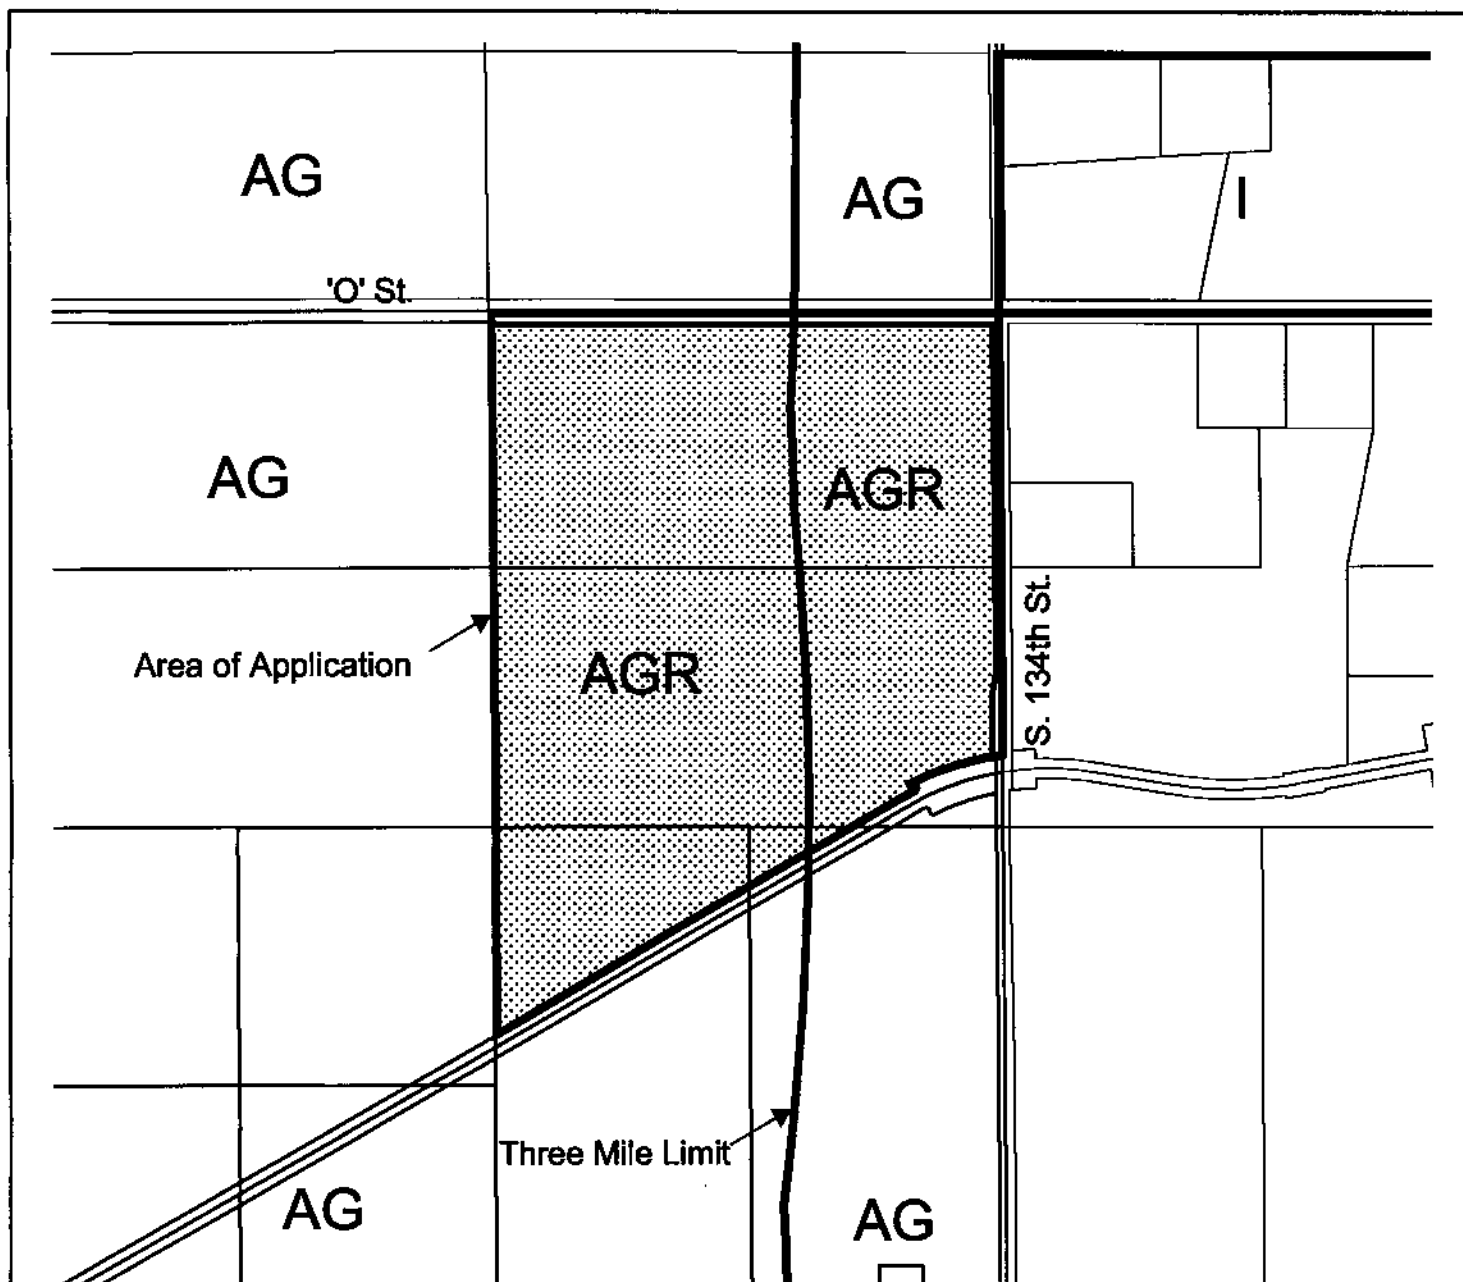 AG
AG
I
'O' St.
AG
AGR
S. 134th St.
Area of Application
AGR
Three Mile Limit
AG
AG